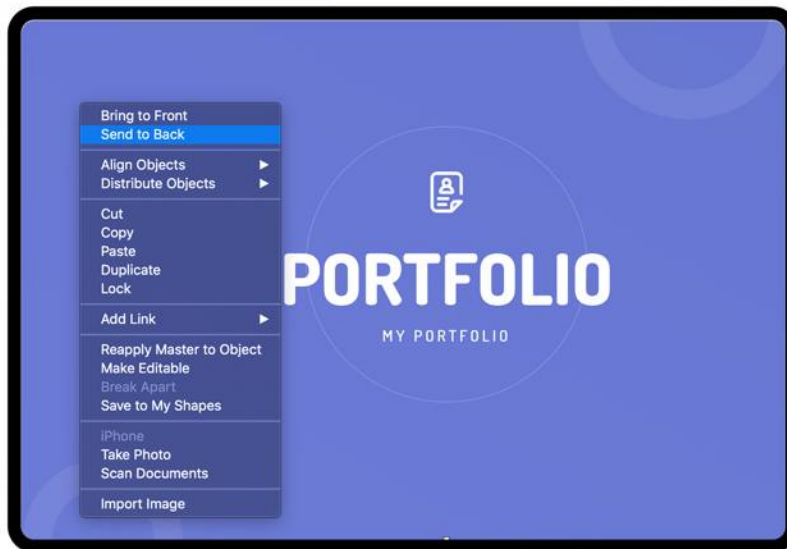 Bring to Front
Send to Back
Align Objects
Distribute Objects
Cut
Copy
Paste
Duplicate
Lock
Add Link
Reapply Master to Object
Make Editable
Break Apart
Save to My Shapes
iPhone
Take Photo
Scan Documents
Import Image
PORTFOLIO
MY PORTFOLIO